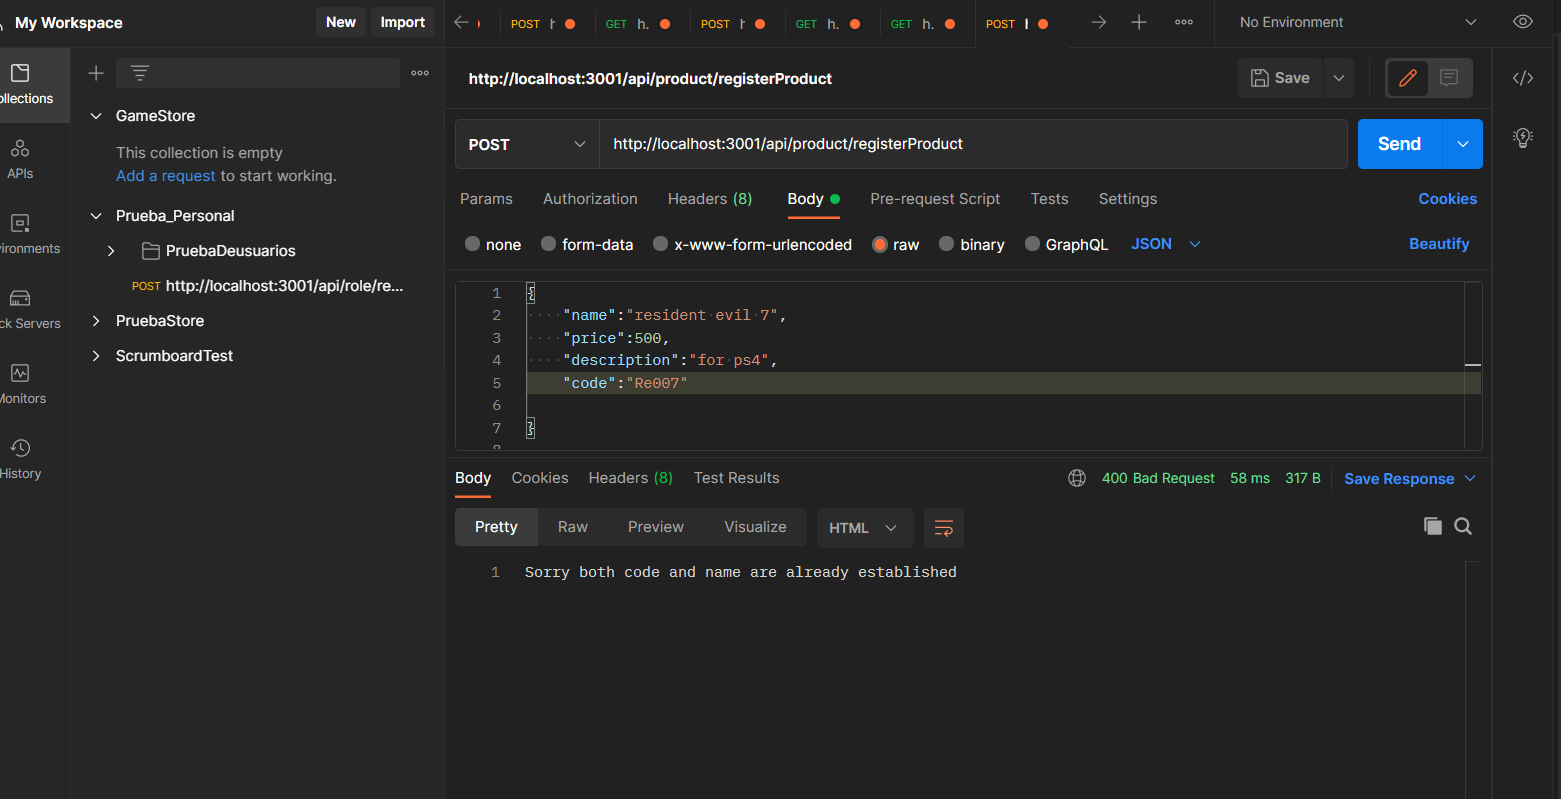 My Workspace
New
Import
POST h
GET h.
POST h
GET h.
GET h.
POST
No Environment
ollections
APIs
vironments
ck Servers
Monitors
History
GameStore
This collection is empty
Add a request to start working.
Prueba_Personal
PruebaDeusuarios
POST http://localhost:3001/api/role/re...
PruebaStore
ScrumboardTest
http://localhost:3001/api/product/registerProduct
Save
POST
http://localhost:3001/api/product/registerProduct
Send
Params
Authorization
Headers (8)
Body
Pre-request Script
Tests
Settings
Cookies
none
form-data
x-www-form-urlencoded
raw
binary
GraphQL
JSON
Beautify
1 {
2 "name":"resident evil 7",
3 "price":500,
4 "description":"for ps4",
5 "code":"Re007"
6
7 }
8
Body
Cookies
Headers (8)
Test Results
400 Bad Request
58 ms
317 B
Save Response
Pretty
Raw
Preview
Visualize
HTML
1 Sorry both code and name are already established